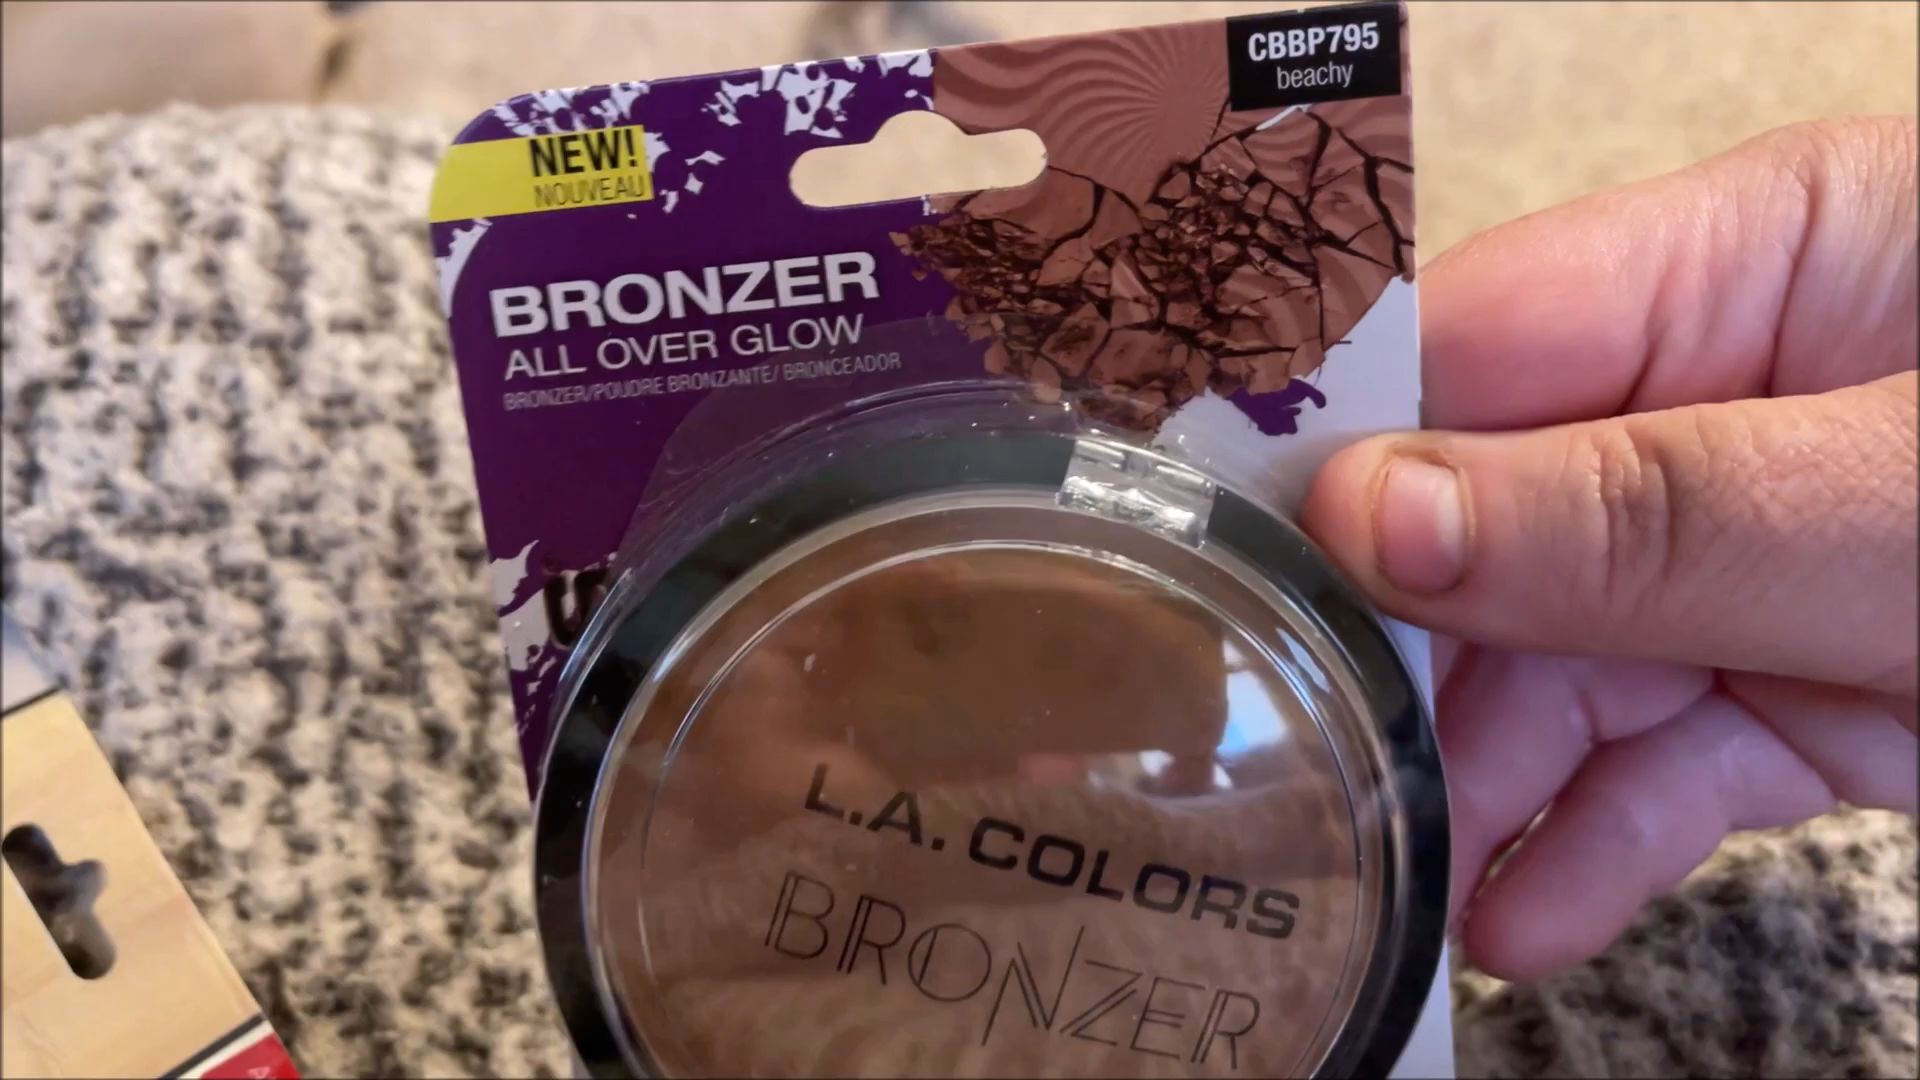 CBBP795
beachy
NEW!
NOUVEAU
BRONZER
ALL OVER GLOW
BRONZER/POUDRE BRONZANTE/ BRONCEADOR
L.A. COLORS
BRONZER